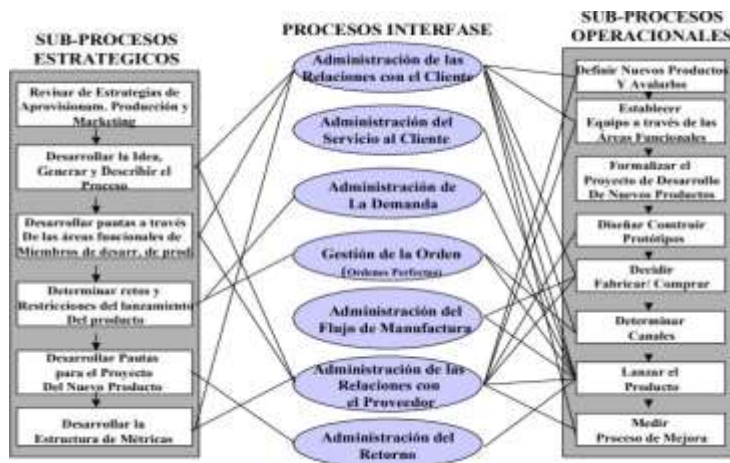 SUB-PROCESOS
ESTRATEGICOS
Revisar de Estrategias de
Aprovisionam. Producción y
Marketing
Desarrollar la Idea,
Generar y Describir el
Proceso
Desarrollar pautas a través
De las áreas funcionales de
Miembros de desarr. de prod.
Determinar retos y
Restricciones del lanzamiento
Del producto
Desarrollar Pautas
para el Proyecto
Del Nuevo Producto
Desarrollar la
Estructura de Métricas
PROCESOS INTERFASE
Administración de las
Relaciones con el Cliente
Administración del
Servicio al Cliente
Administración de
La Demanda
Gestión de la Orden
(Ordenes Perfectas)
Administración del
Flujo de Manufactura
Administración de las
Relaciones con
el Proveedor
Administración del
Retorno
SUB-PROCESOS
OPERACIONALES
Definir Nuevos Productos
Y Avalarlos
Establecer
Equipo a través de las
Áreas Funcionales
Formalizar el
Proyecto de Desarrollo
De Nuevos Productos
Diseñar Construir
Protótipos
Decidir
Fabricar/ Comprar
Determinar
Canales
Lanzar el
Producto
Medir
Proceso de Mejora